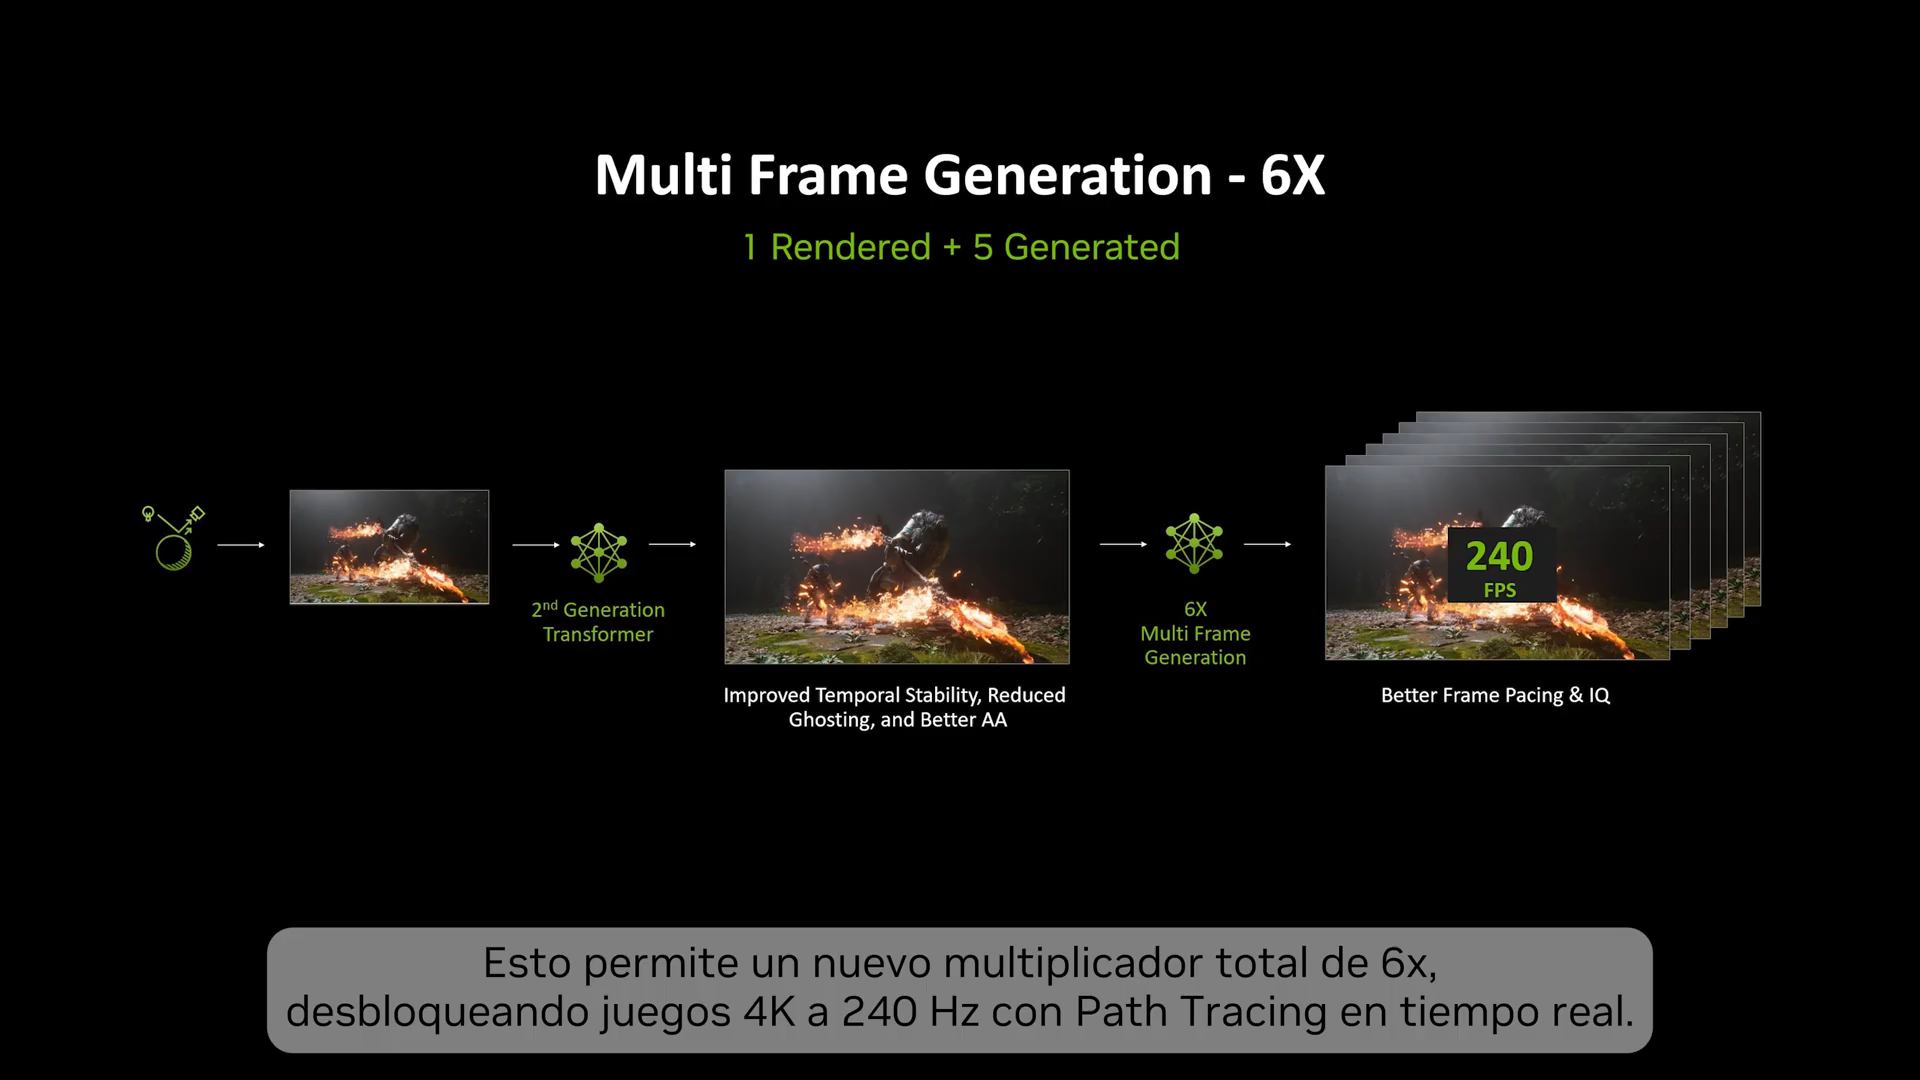 Multi Frame Generation - 6X
1 Rendered + 5 Generated
2nd Generation
Transformer
Improved Temporal Stability, Reduced
Ghosting, and Better AA
6X
Multi Frame
Generation
240
FPS
Better Frame Pacing & IQ
Esto permite un nuevo multiplicador total de 6x,
desbloqueando juegos 4K a 240 Hz con Path Tracing en tiempo real.